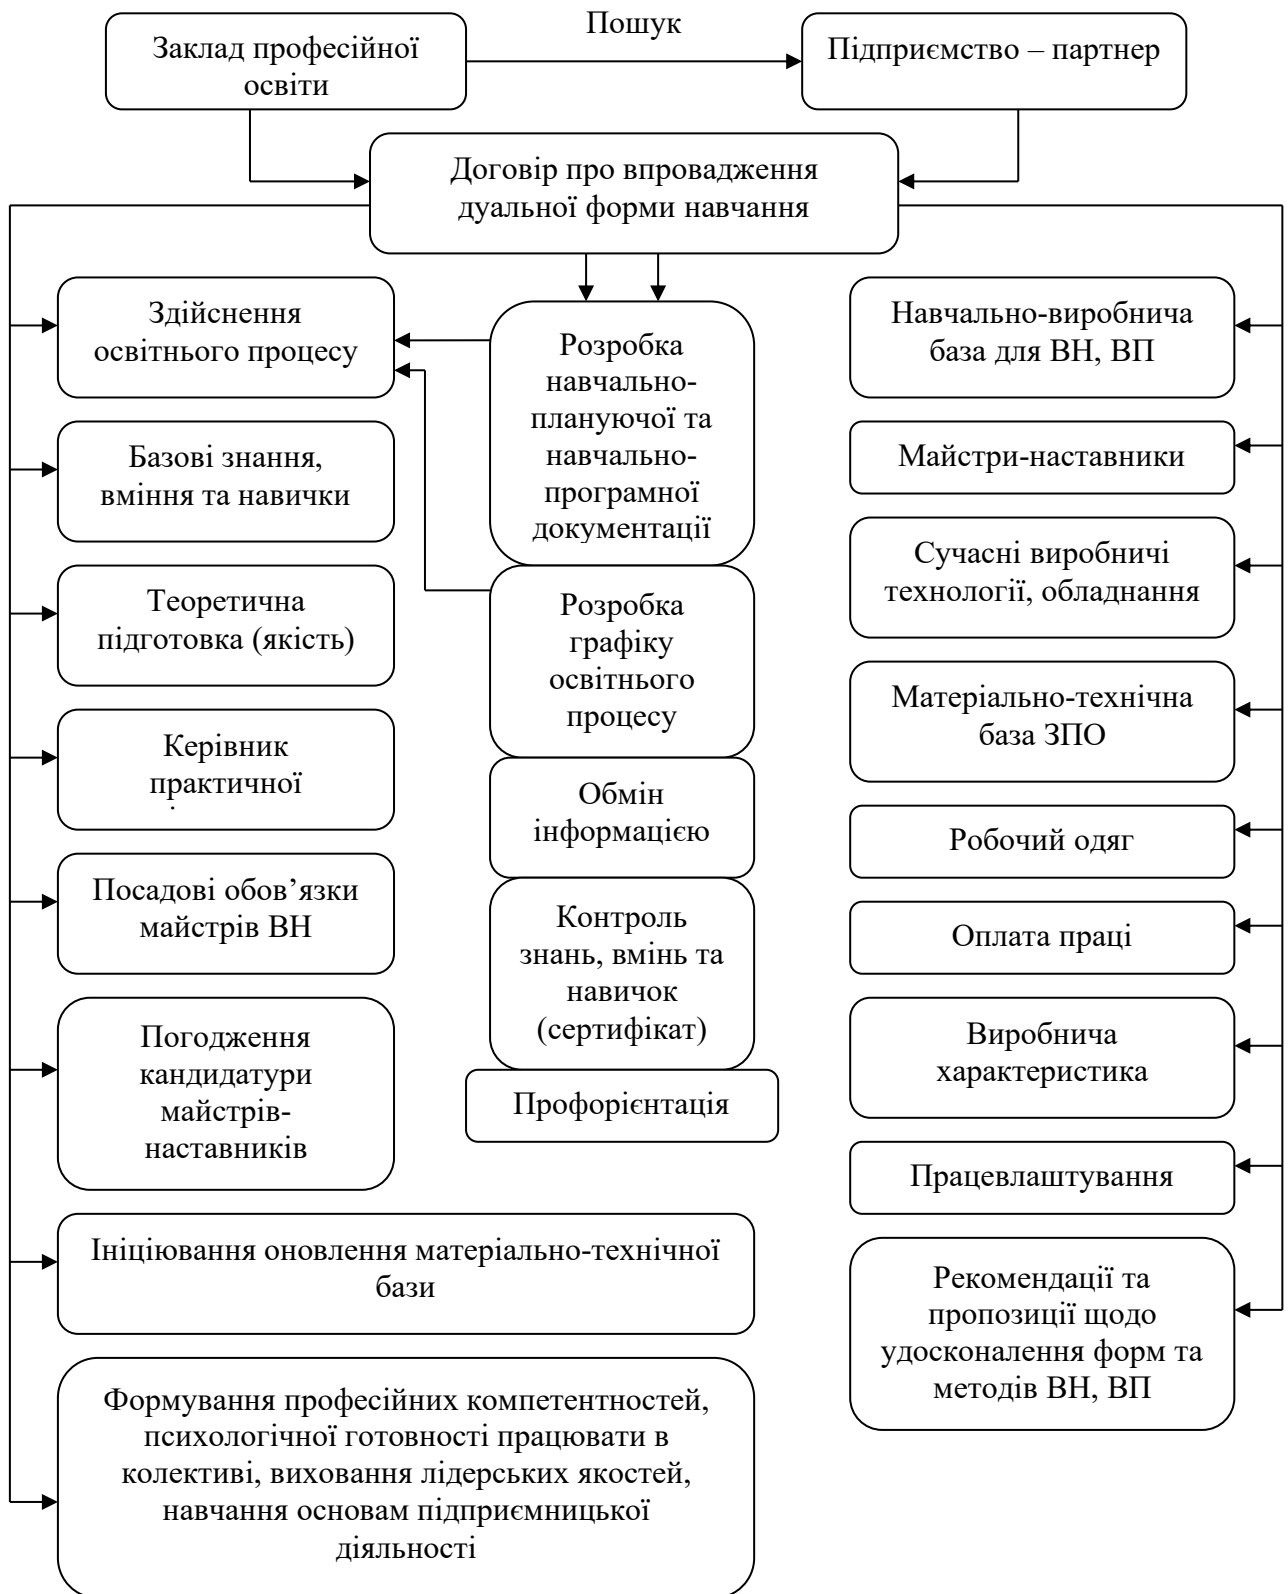 Пошук
Заклад професійної
освіти
Підприємство – партнер
Договір про впровадження
дуальної форми навчання
Здійснення
освітнього процесу
Базові знання,
вміння та навички
Теоретична
підготовка (якість)
Керівник
практичної
Посадові обов’язки
майстрів ВН
Погодження
кандидатури
майстрів-
наставників
Ініціювання оновлення матеріально-технічної
бази
Формування професійних компетентностей,
психологічної готовності працювати в
колективі, виховання лідерських якостей,
навчання основам підприємницької
діяльності
Розробка
навчально-
плануючої та
навчально-
програмної
документації
Розробка
графіку
освітнього
процесу
Обмін
інформацією
Контроль
знань, вмінь та
навичок
(сертифікат)
Профорієнтація
Навчально-виробнича
база для ВН, ВП
Майстри-наставники
Сучасні виробничі
технології, обладнання
Матеріально-технічна
база ЗПО
Робочий одяг
Оплата праці
Виробнича
характеристика
Працевлаштування
Рекомендації та
пропозиції щодо
удосконалення форм та
методів ВН, ВП